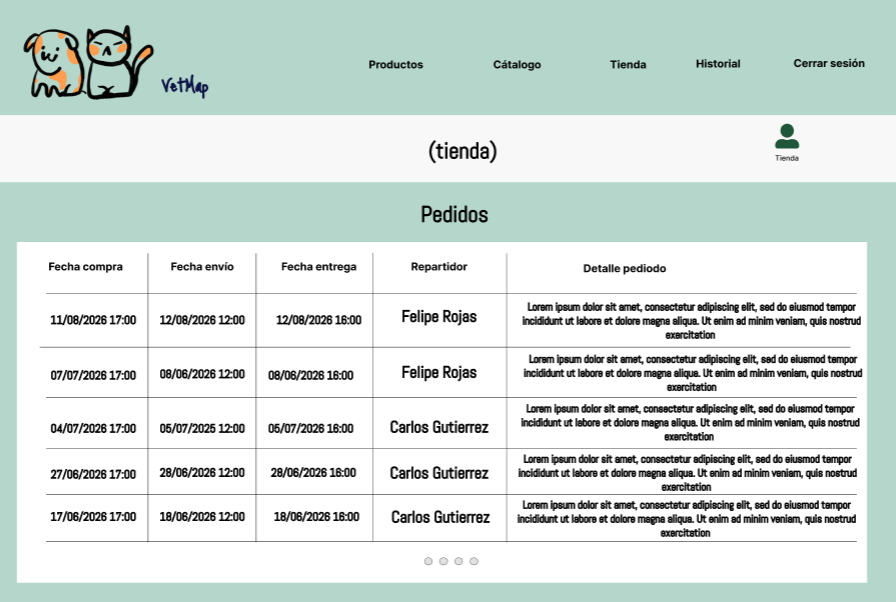 VetMap
Productos Cátalogo Tienda Historial Cerrar sesión
(tienda)
Tienda
Pedidos
Fecha compra Fecha envío Fecha entrega Repartidor Detalle pediodo
11/08/2026 17:00 12/08/2026 12:00 12/08/2026 16:00 Felipe Rojas
Lorem ipsum dolor sit amet, consectetur adipiscing elit, sed do eiusmod tempor
incididunt ut labore et dolore magna aliqua. Ut enim ad minim veniam, quis nostrud
exercitation
07/07/2026 17:00 08/06/2026 12:00 08/06/2026 16:00 Felipe Rojas
Lorem ipsum dolor sit amet, consectetur adipiscing elit, sed do eiusmod tempor
incididunt ut labore et dolore magna aliqua. Ut enim ad minim veniam, quis nostrud
exercitation
04/07/2026 17:00 05/07/2025 12:00 05/07/2026 16:00 Carlos Gutierrez
Lorem ipsum dolor sit amet, consectetur adipiscing elit, sed do eiusmod tempor
incididunt ut labore et dolore magna aliqua. Ut enim ad minim veniam, quis nostrud
exercitation
27/06/2026 17:00 28/06/2026 12:00 28/06/2026 16:00 Carlos Gutierrez
Lorem ipsum dolor sit amet, consectetur adipiscing elit, sed do eiusmod tempor
incididunt ut labore et dolore magna aliqua. Ut enim ad minim veniam, quis nostrud
exercitation
17/06/2026 17:00 18/06/2026 12:00 18/06/2026 16:00 Carlos Gutierrez
Lorem ipsum dolor sit amet, consectetur adipiscing elit, sed do eiusmod tempor
incididunt ut labore et dolore magna aliqua. Ut enim ad minim veniam, quis nostrud
exercitation